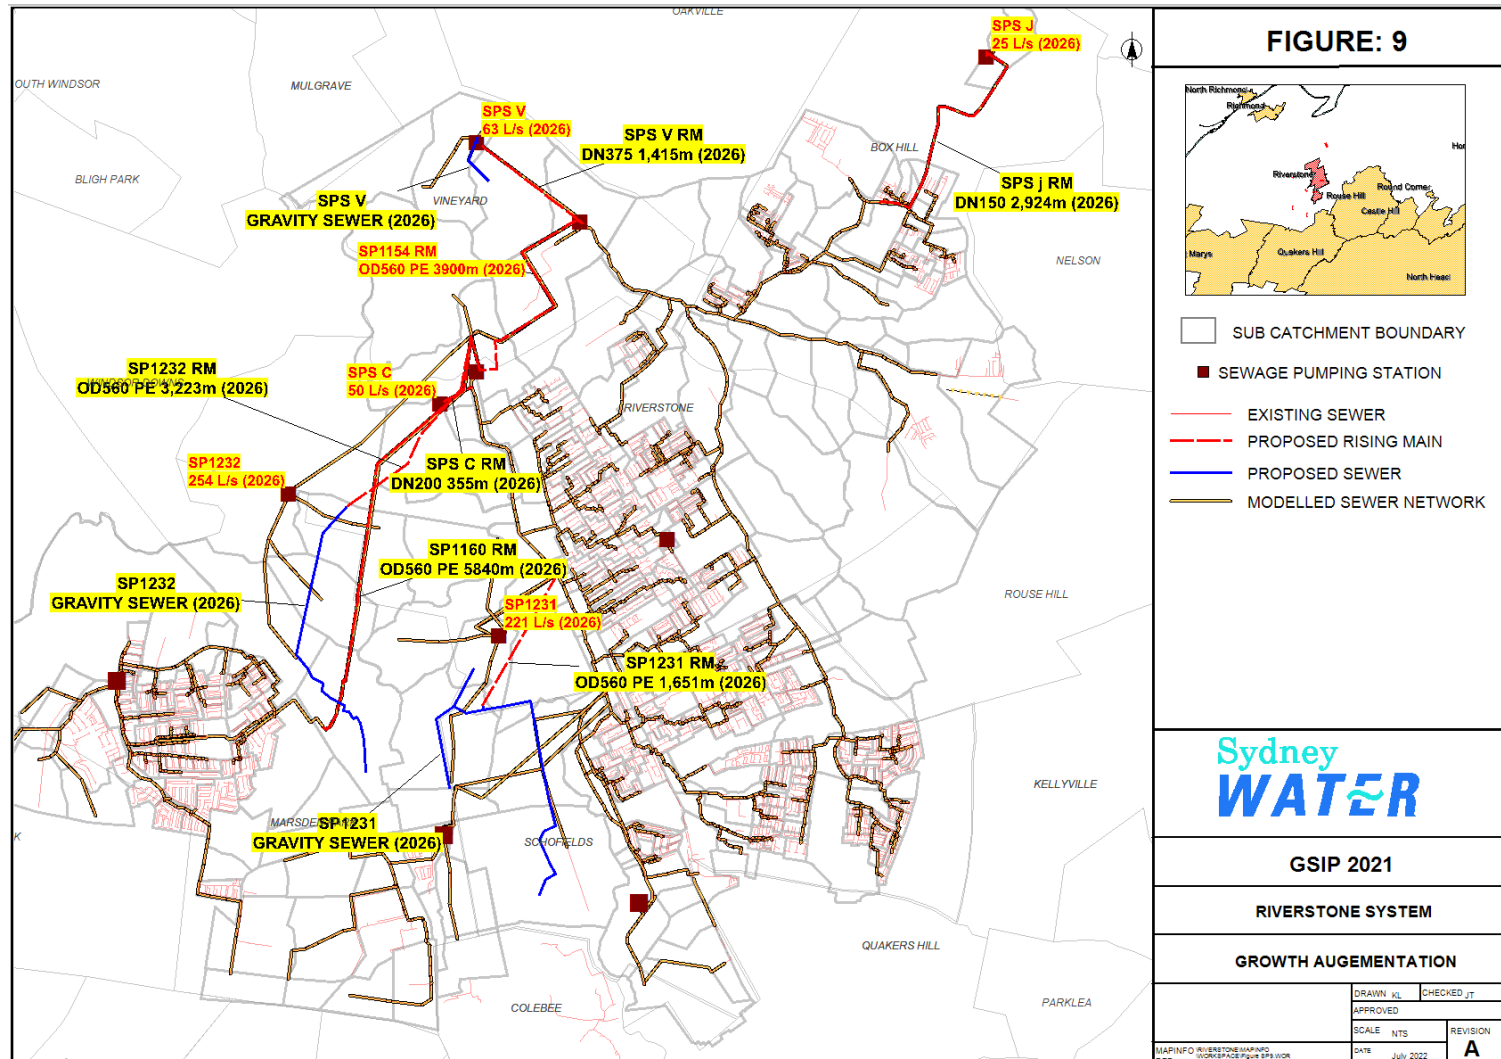 OAKVILLE
SPS J
25 L/s (2026)
OUTH WINDSOR
MULGRAVE
SPS V
63 L/s (2026)
SPS V RM
DN375 1,415m (2026)
BOX HILL
BLIGH PARK
SPS j RM
DN150 2,924m (2026)
SPS V
GRAVITY SEWER (2026)
VINEYARD
SP1154 RM
OD560 PE 3900m (2026)
NELSON
SP1232 RM
OD560 PE 3,223m (2026)
SPS C
50 L/s (2026)
RIVERSTONE
SP1232
254 L/s (2026)
SPS C RM
DN200 355m (2026)
SP1160 RM
OD560 PE 5840m (2026)
SP1232
GRAVITY SEWER (2026)
SP1231
221 L/s (2026)
ROUSE HILL
SP1231 RM
OD560 PE 1,651m (2026)
KELLYVILLE
MARSDEN
SP1231
GRAVITY SEWER (2026)
SCHOFIELDS
K
QUAKERS HILL
COLEBEE
PARKLEA
FIGURE: 9
North Richmond
Richmond
Hor
Riverstone
Round Corner
Rouse Hill
Castle Hill
Marys
Quakers Hill
North Head
SUB CATCHMENT BOUNDARY
SEWAGE PUMPING STATION
EXISTING SEWER
PROPOSED RISING MAIN
PROPOSED SEWER
MODELLED SEWER NETWORK
Sydney
WATER
GSIP 2021
RIVERSTONE SYSTEM
GROWTH AUGEMENTATION
DRAWN KL CHECKED JT
APPROVED
SCALE NTS
REVISION
A
DATE July 2022
MAPINFO